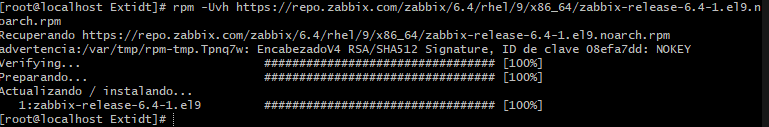 [root@localhost Extidt]# rpm -Uvh https://repo.zabbix.com/zabbix/6.4/rhel/9/x86_64/zabbix-release-6.4-1.el9.n
oarch.rpm
Recuperando https://repo.zabbix.com/zabbix/6.4/rhel/9/x86_64/zabbix-release-6.4-1.el9.noarch.rpm
advertencia:/var/tmp/rpm-tmp.Tpnq7w: EncabezadoV4 RSA/SHA512 Signature, ID de clave 08efa7dd: NOKEY
Verifying... ################################# [100%]
Preparando... ################################# [100%]
Actualizando / instalando...
1:zabbix-release-6.4-1.el9 ################################# [100%]
[root@localhost Extidt]#